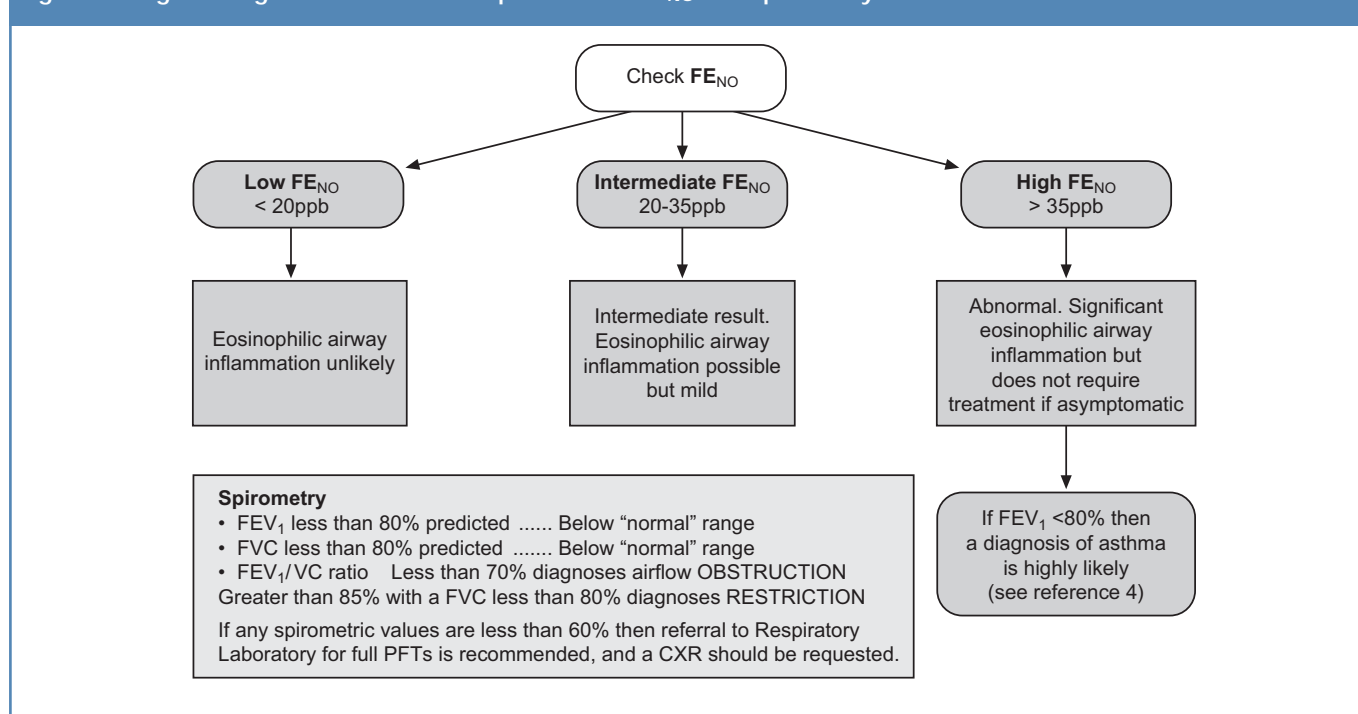 Check FENO
Low FENO
< 20ppb
Intermediate FENO
20-35ppb
High FENO
> 35ppb
Eosinophilic airway
inflammation unlikely
Intermediate result.
Eosinophilic airway
inflammation possible
but mild
Abnormal. Significant
eosinophilic airway
inflammation but
does not require
treatment if asymptomatic
Spirometry
• FEV1 less than 80% predicted ...... Below “normal” range
• FVC less than 80% predicted ....... Below “normal” range
• FEV1/ VC ratio Less than 70% diagnoses airflow OBSTRUCTION
Greater than 85% with a FVC less than 80% diagnoses RESTRICTION
If any spirometric values are less than 60% then referral to Respiratory
Laboratory for full PFTs is recommended, and a CXR should be requested.
If FEV1 <80% then
a diagnosis of asthma
is highly likely
(see reference 4)